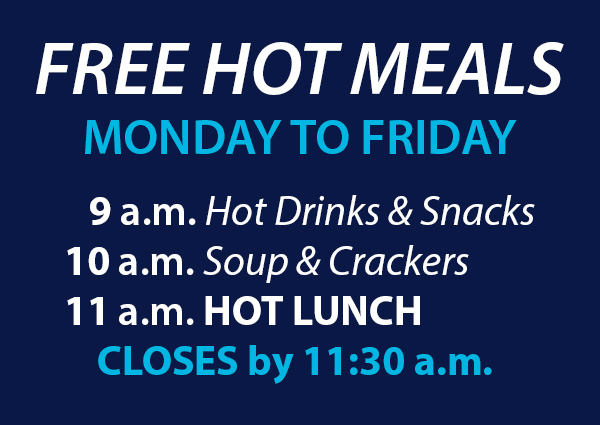 FREE HOT MEALS
MONDAY TO FRIDAY
9 a.m. Hot Drinks & Snacks
10 a.m. Soup & Crackers
11 a.m. HOT LUNCH
CLOSES by 11:30 a.m.